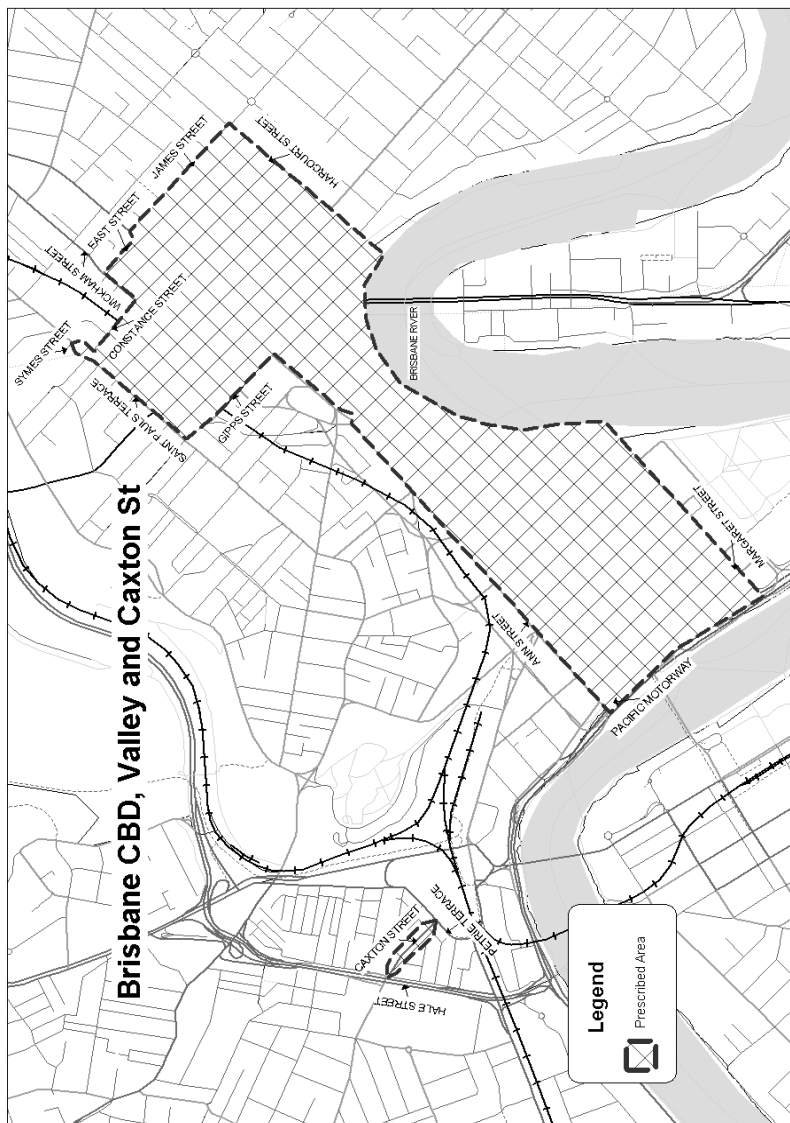 Brisbane CBD, Valley and Caxton St
SYMES STREET
WICKHAM STREET
EAST STREET
JAMES STREET
HARCOURT STREET
CONSTANCE STREET
SAINT PAULS TERRACE
GIPPS STREET
BRISBANE RIVER
ANN STREET
MARGARET STREET
PACIFIC MOTORWAY
CAXTON STREET
PETRIE TERRACE
HALE STREET
Legend
Prescribed Area